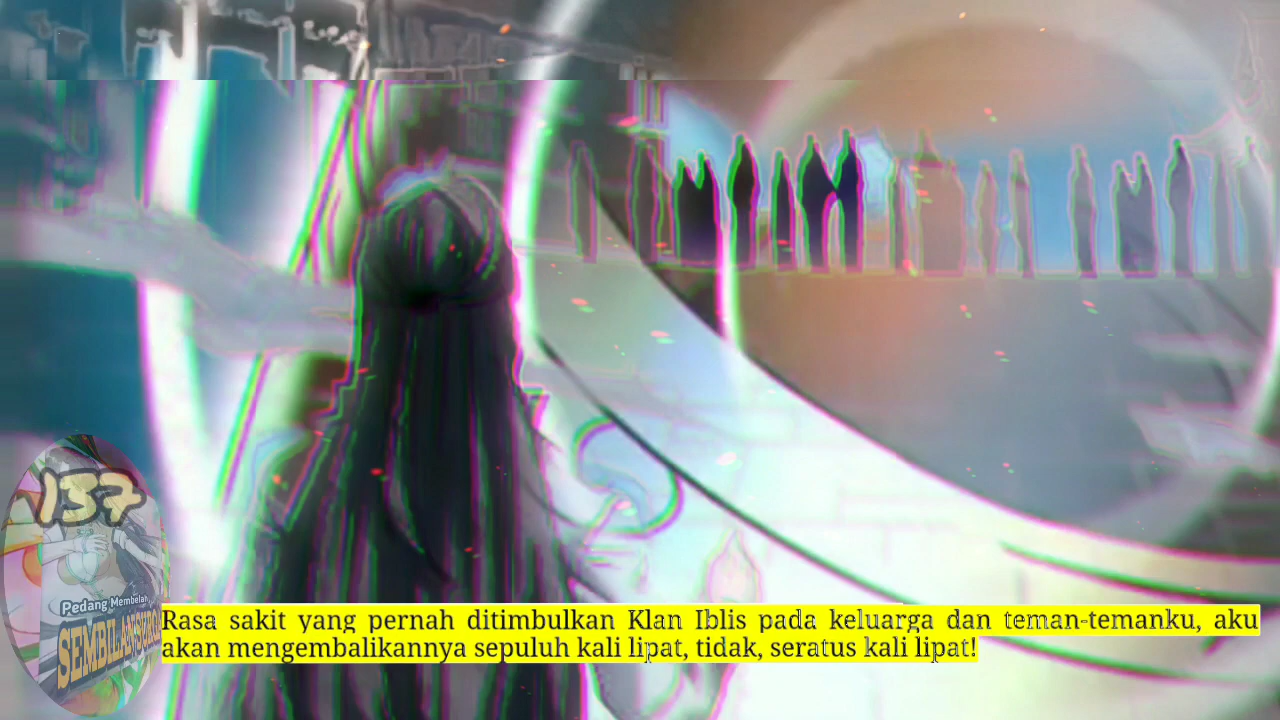 137
Pedang Membelah
Rasa sakit yang pernah ditimbulkan Klan Iblis pada keluarga dan teman-temanku, aku
akan mengembalikannya sepuluh kali lipat, tidak, seratus kali lipat!